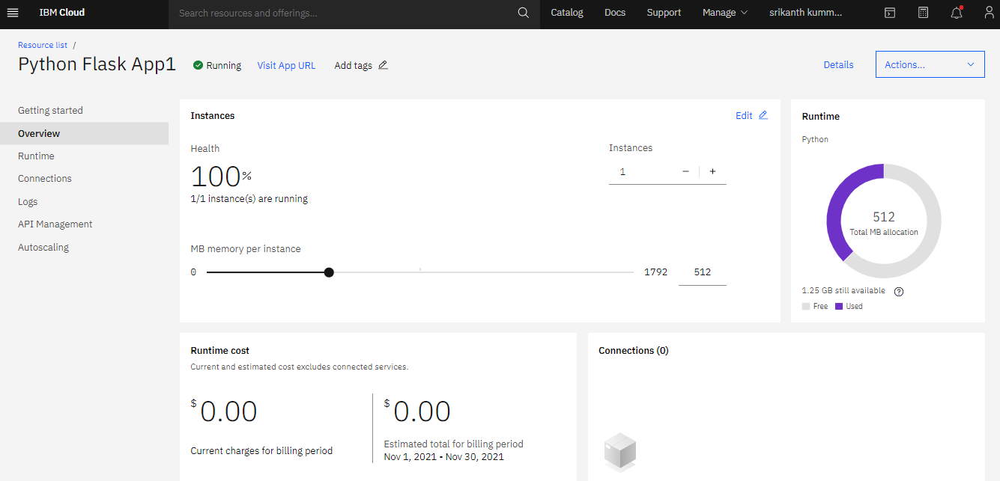 IBM Cloud
Search resources and offerings...
Catalog
Docs
Support
Manage
srikanth kumm...
Resource list /
Python Flask App1
Running
Visit App URL
Add tags
Details
Actions...
Getting started
Overview
Runtime
Connections
Logs
API Management
Autoscaling
Instances
Edit
Health
100%
1/1 instance(s) are running
Instances
1 − +
MB memory per instance
0
1792
512
Runtime
Python
512
Total MB allocation
1.25 GB still available ?
Free Used
Runtime cost
Current and estimated cost excludes connected services.
$0.00
Current charges for billing period
$0.00
Estimated total for billing period
Nov 1, 2021 - Nov 30, 2021
Connections (0)